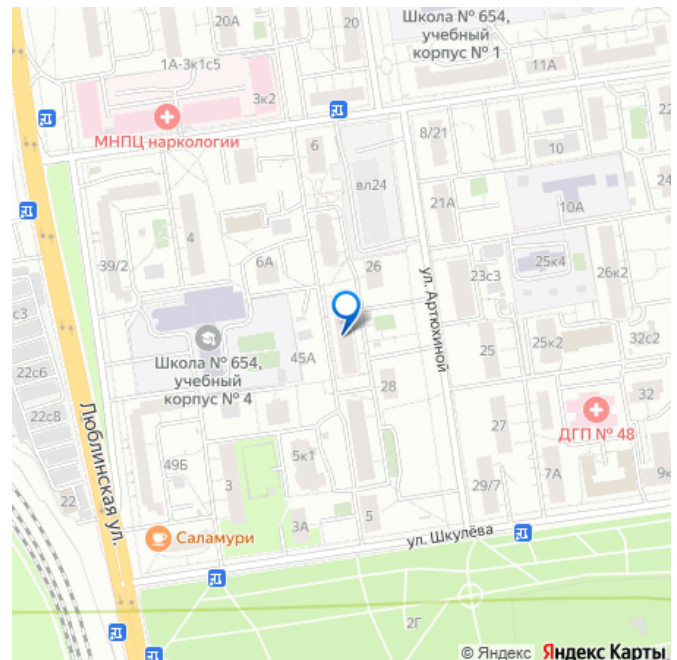 20А
20
Школа № 654,
учебный
корпус № 1
1А-3к1с5
11А
3к2
МНПЦ наркологии
6
8/21
22
10
вл24
24
4
21А
10А
39/2
6А
26
ул. Артюхиной
23с3
25к4
26к2
с3
Школа № 654,
учебный
корпус № 4
45А
25
25к2
32с2
22с6
28
32
22с8
ДГП № 48
Люблинская ул.
27
49Б
5к1
3
29/7
7А
9к
22
Саламури
3А
5
ул. Шкулёва
2Г
© Яндекс Яндекс Карты